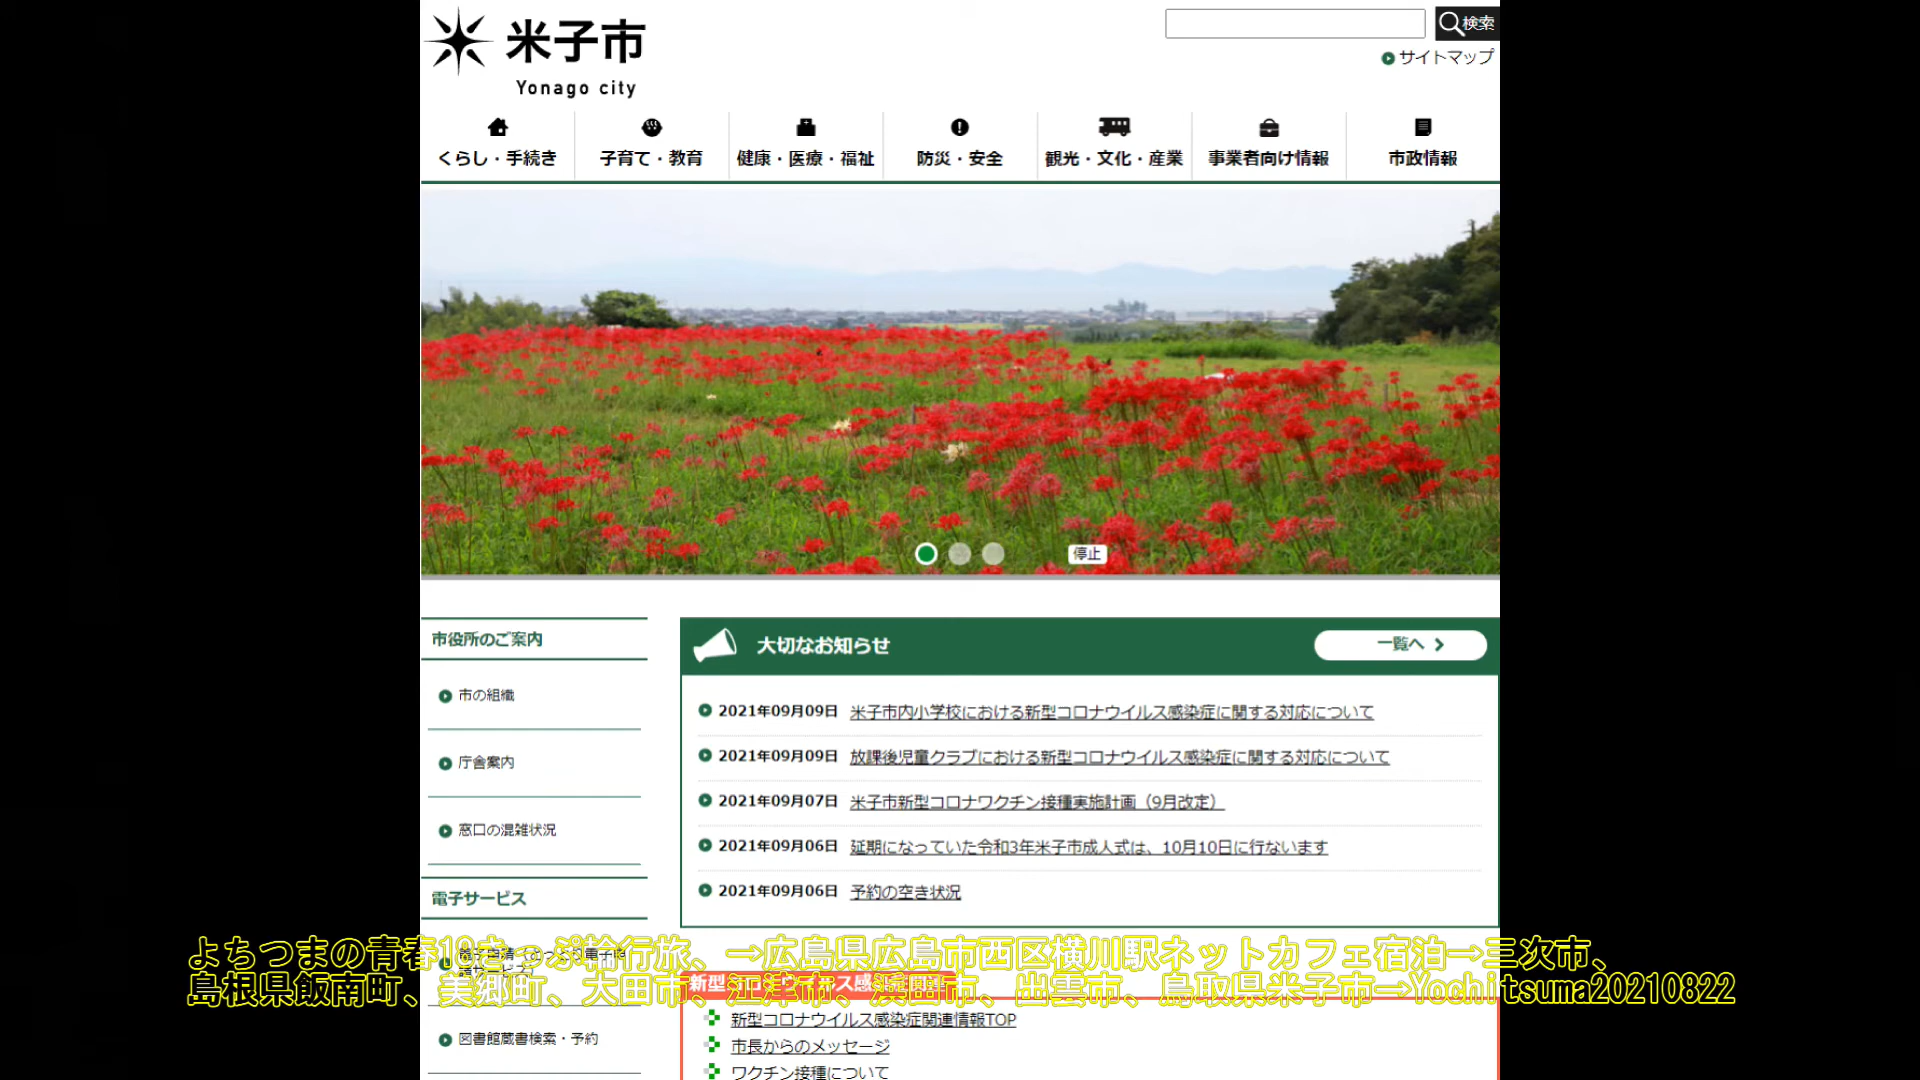 米子市
Yonago city
検索
サイトマップ
くらし・手続き
子育て・教育
健康・医療・福祉
防災・安全
観光・文化・産業
事業者向け情報
市政情報
停止
市役所のご案内
市の組織
庁舎案内
窓口の混雑状況
電子サービス
図書館蔵書検索・予約
大切なお知らせ
一覧へ
2021年09月09日 米子市内小学校における新型コロナウイルス感染症に関する対応について
2021年09月09日 放課後児童クラブにおける新型コロナウイルス感染症に関する対応について
2021年09月07日 米子市新型コロナワクチン接種実施計画（9月改定）
2021年09月06日 延期になっていた令和3年米子市成人式は、10月10日に行ないます
2021年09月06日 予約の空き状況
よちつまの青春18きっぷ輪行旅、→広島県広島市西区横川駅ネットカフェ宿泊→三次市、
島根県飯南町、美郷町、大田市、江津市、浜田市、出雲市、鳥取県米子市→Yochitsuma20210822
新型コロナウイルス感染症関連情報TOP
市長からのメッセージ
ワクチン接種について